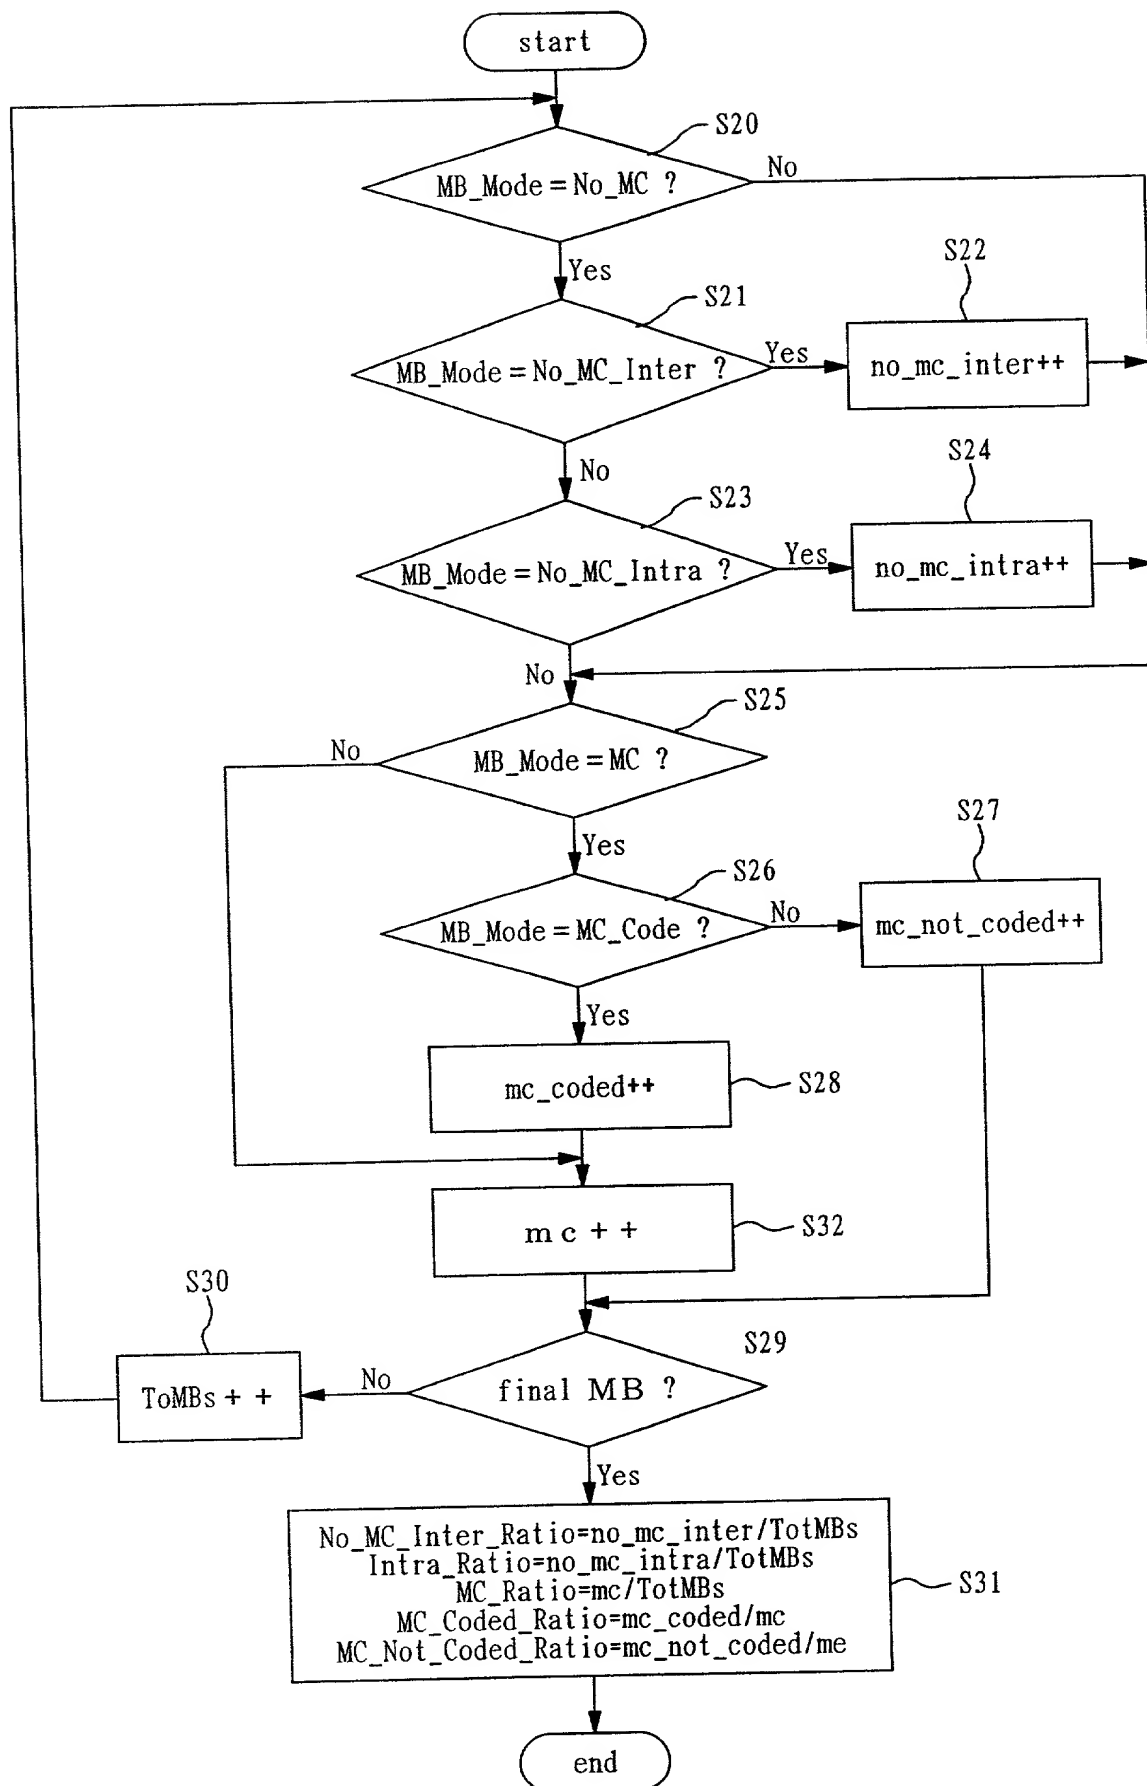 start
S20
MB_Mode=No_MC ?
No
Yes
S21
S22
MB_Mode=No_MC_Inter ?
Yes
no_mc_inter++
No
S23
S24
MB_Mode=No_MC_Intra ?
Yes
no_mc_intra++
No
S25
No
MB_Mode=MC ?
Yes
S26
S27
MB_Mode=MC_Code ?
No
mc_not_coded++
Yes
mc_coded++
S28
mc++
S32
S30
S29
ToMBs++
No
final MB ?
Yes
No_MC_Inter_Ratio=no_mc_inter/TotMBs
Intra_Ratio=no_mc_intra/TotMBs
MC_Ratio=mc/TotMBs
MC_Coded_Ratio=mc_coded/mc
MC_Not_Coded_Ratio=mc_not_coded/me
S31
end